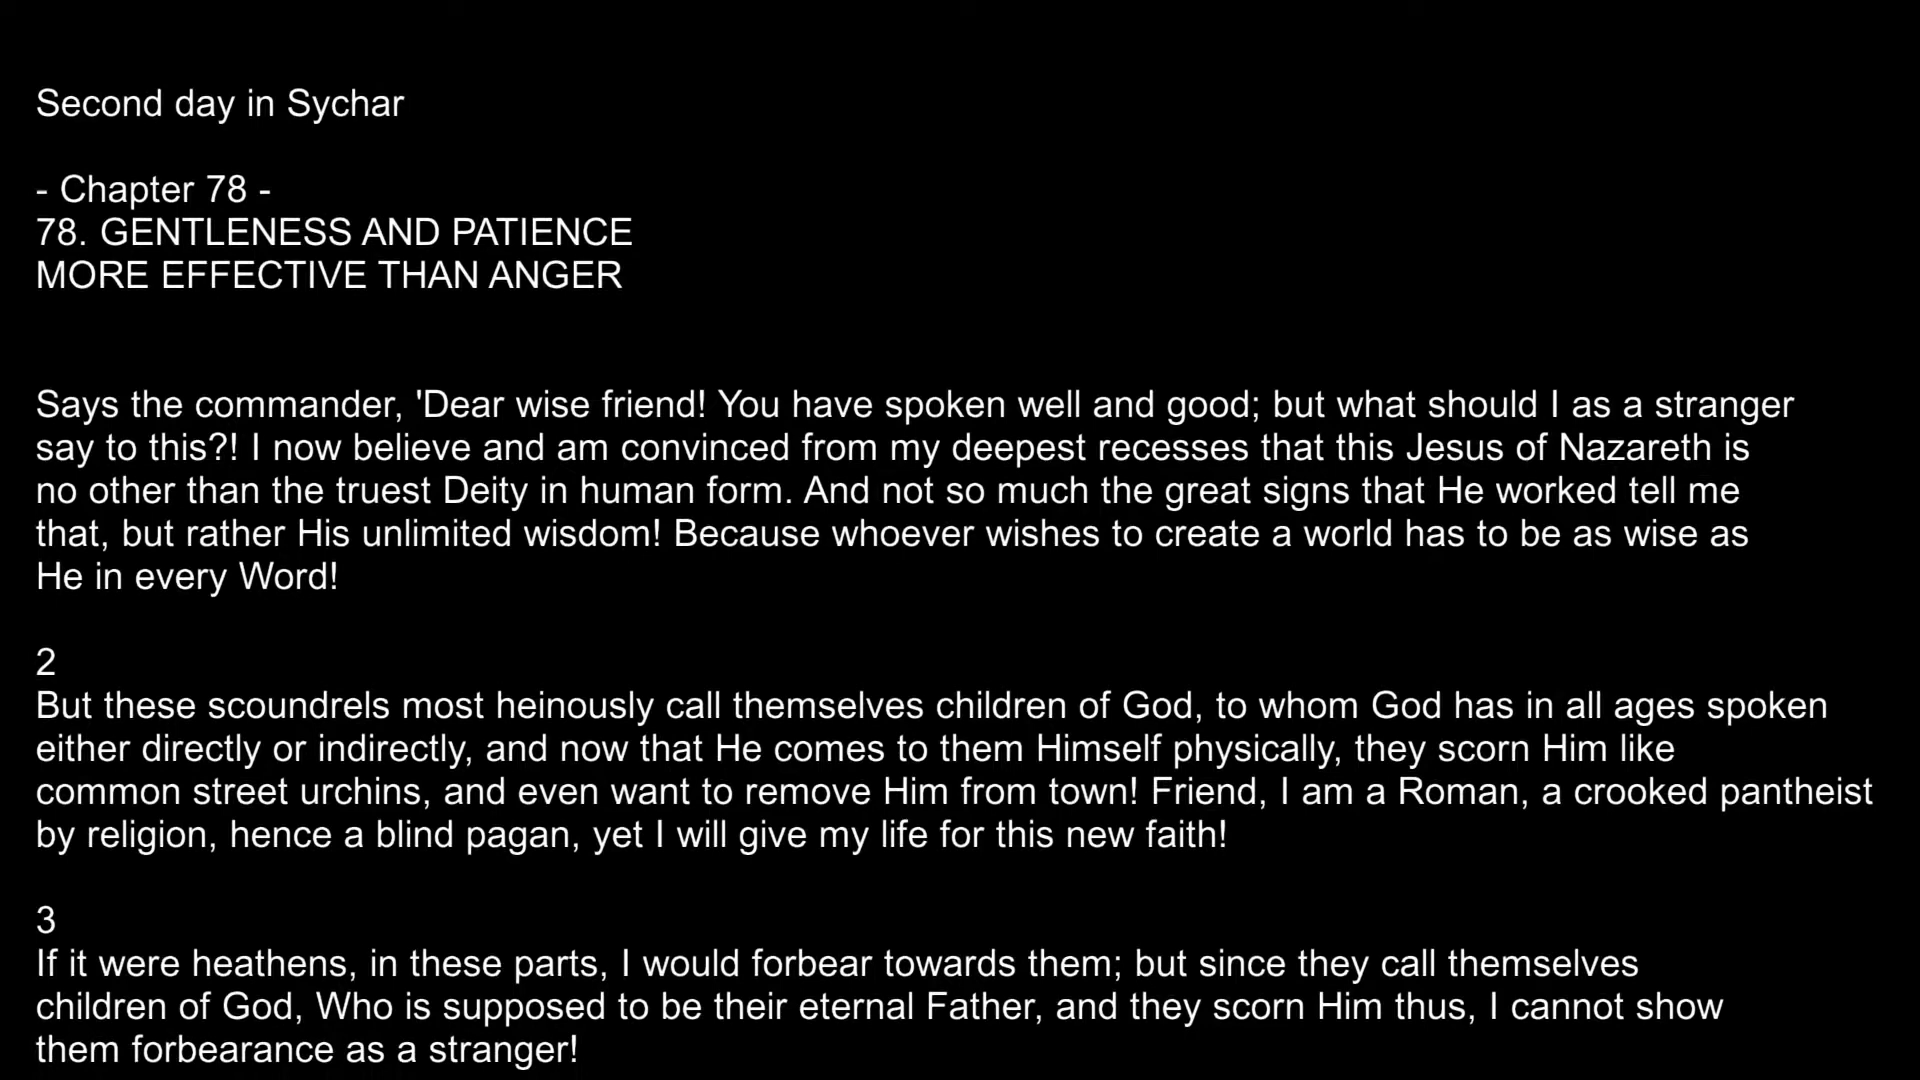 Second day in Sychar
- Chapter 78 -
78. GENTLENESS AND PATIENCE
MORE EFFECTIVE THAN ANGER
Says the commander, 'Dear wise friend! You have spoken well and good; but what should I as a stranger
say to this?! I now believe and am convinced from my deepest recesses that this Jesus of Nazareth is
no other than the truest Deity in human form. And not so much the great signs that He worked tell me
that, but rather His unlimited wisdom! Because whoever wishes to create a world has to be as wise as
He in every Word!
2
But these scoundrels most heinously call themselves children of God, to whom God has in all ages spoken
either directly or indirectly, and now that He comes to them Himself physically, they scorn Him like
common street urchins, and even want to remove Him from town! Friend, I am a Roman, a crooked pantheist
by religion, hence a blind pagan, yet I will give my life for this new faith!
3
If it were heathens, in these parts, I would forbear towards them; but since they call themselves
children of God, Who is supposed to be their eternal Father, and they scorn Him thus, I cannot show
them forbearance as a stranger!